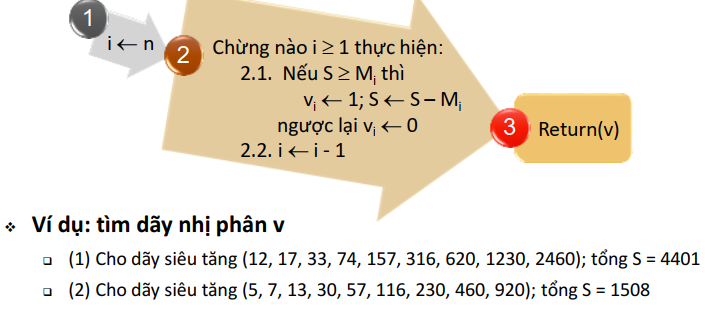 1
i ← n
2
Chừng nào i ≥ 1 thực hiện:
2.1. Nếu S ≥ Mᵢ thì
vᵢ ← 1; S ← S – Mᵢ
ngược lại vᵢ ← 0
2.2. i ← i - 1
3
Return(v)
❖ Ví dụ: tìm dãy nhị phân v
❑ (1) Cho dãy siêu tăng (12, 17, 33, 74, 157, 316, 620, 1230, 2460); tổng S = 4401
❑ (2) Cho dãy siêu tăng (5, 7, 13, 30, 57, 116, 230, 460, 920); tổng S = 1508